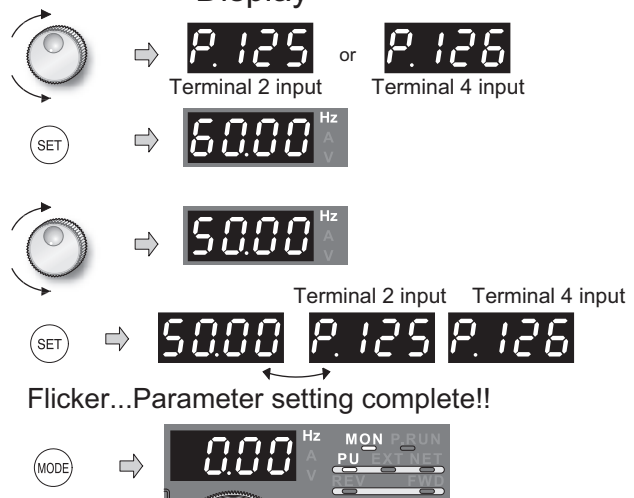 Display
P. 125 or P. 126
Terminal 2 input Terminal 4 input
SET 60.00 Hz
A
V
50.00 Hz
A
V
Terminal 2 input Terminal 4 input
SET 50.00 P. 125 P. 126
Flicker...Parameter setting complete!!
MODE 0.00 Hz MON P.RUN
A PU EXT NET
V REV FWD